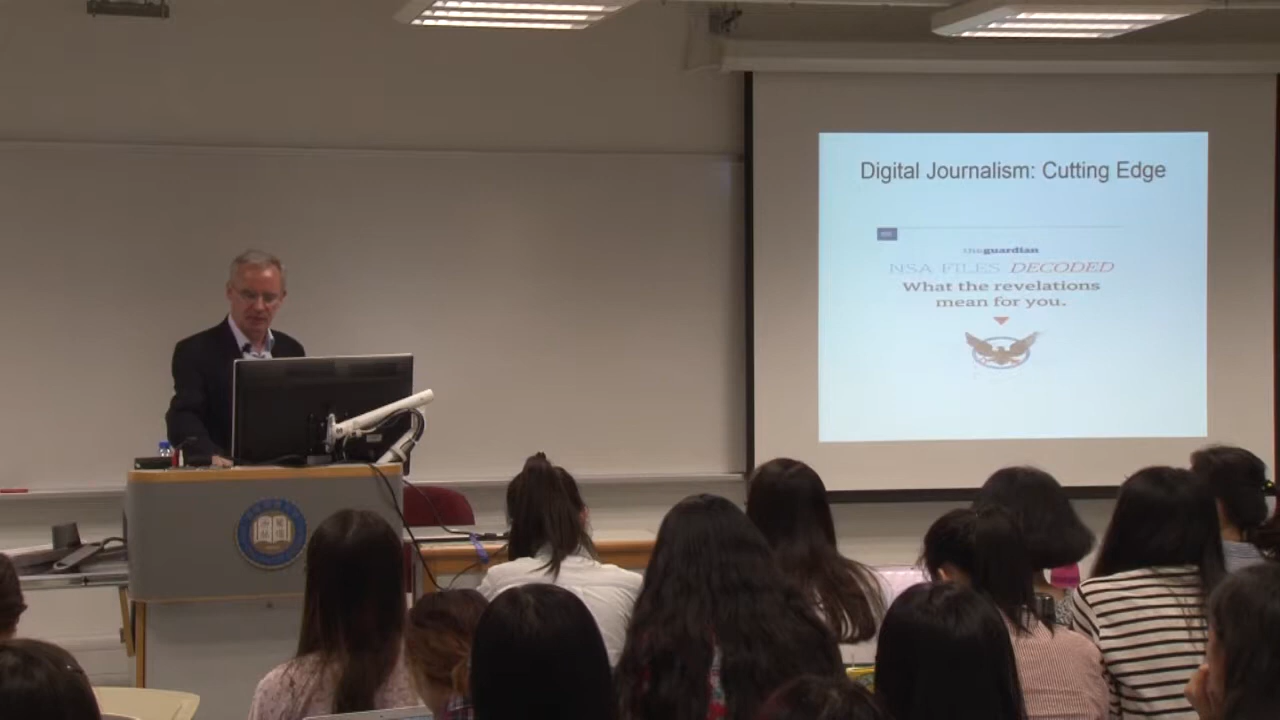 Digital Journalism: Cutting Edge
theguardian
NSA FILES DECODED
What the revelations
mean for you.